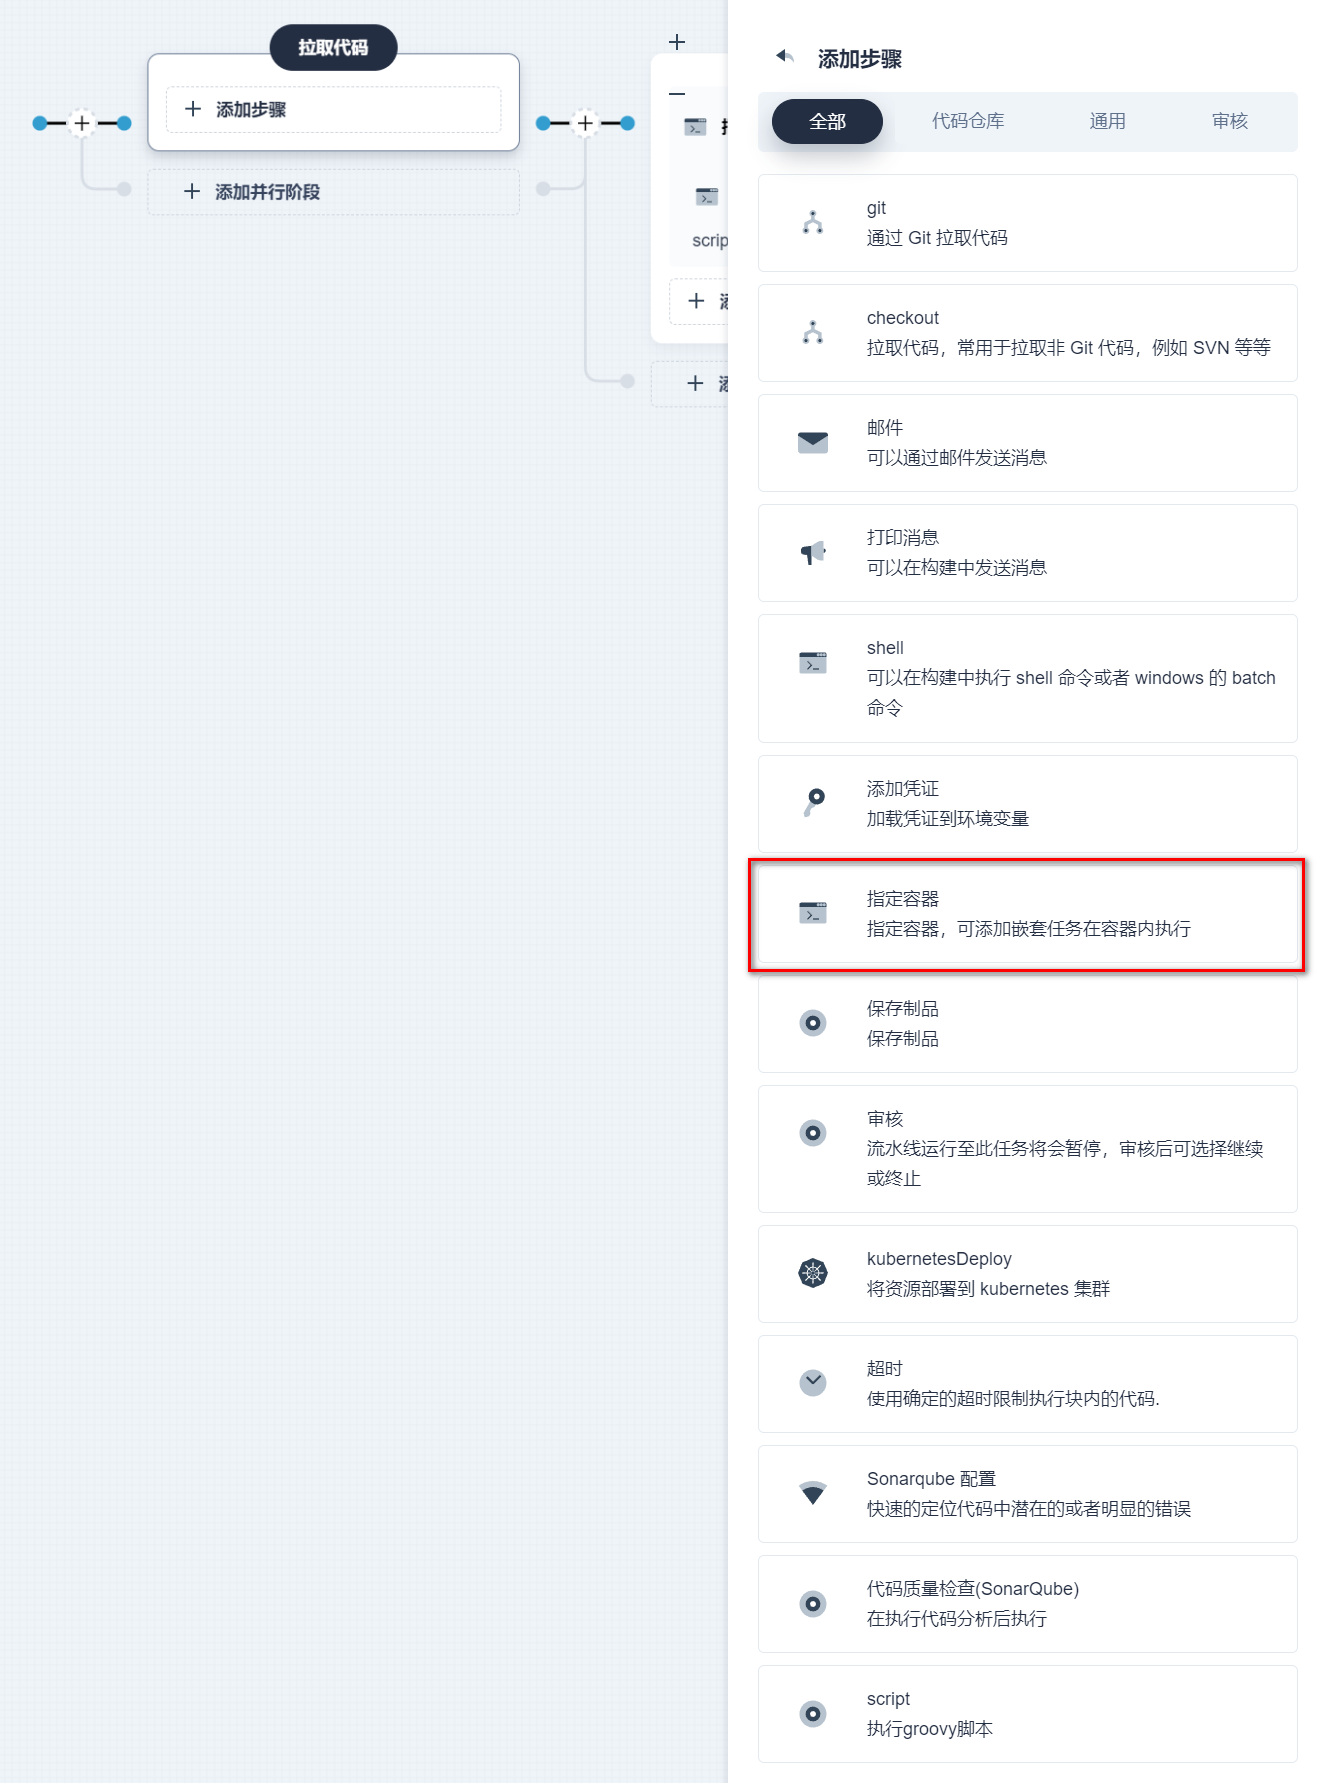 拉取代码
添加步骤
添加并行阶段
scrip
添加步骤
全部
代码仓库
通用
审核
git
通过 Git 拉取代码
checkout
拉取代码，常用于拉取非 Git 代码，例如 SVN 等等
邮件
可以通过邮件发送消息
打印消息
可以在构建中发送消息
shell
可以在构建中执行 shell 命令或者 windows 的 batch
命令
添加凭证
加载凭证到环境变量
指定容器
指定容器，可添加嵌套任务在容器内执行
保存制品
保存制品
审核
流水线运行至此任务将会暂停，审核后可选择继续
或终止
kubernetesDeploy
将资源部署到 kubernetes 集群
超时
使用确定的超时限制执行块内的代码.
Sonarqube 配置
快速的定位代码中潜在的或者明显的错误
代码质量检查(SonarQube)
在执行代码分析后执行
script
执行groovy脚本